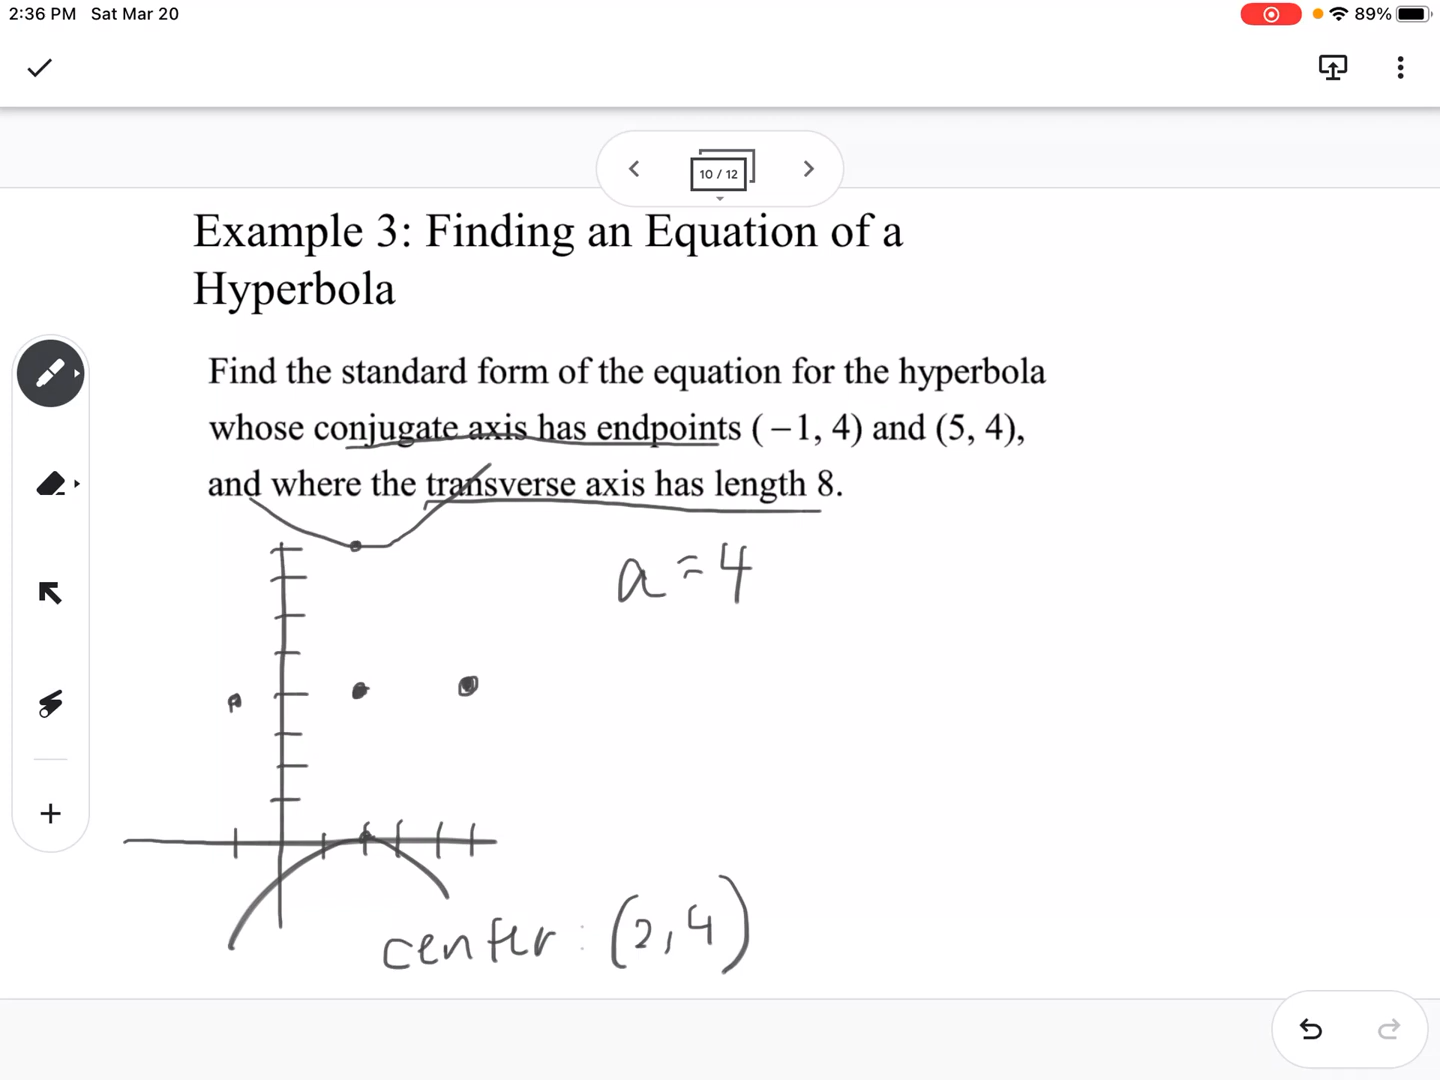 2:36 PM Sat Mar 20
89%
10 / 12
Example 3: Finding an Equation of a
Hyperbola
Find the standard form of the equation for the hyperbola
whose conjugate axis has endpoints (−1, 4) and (5, 4),
and where the transverse axis has length 8.
a = 4
center : (2,4)